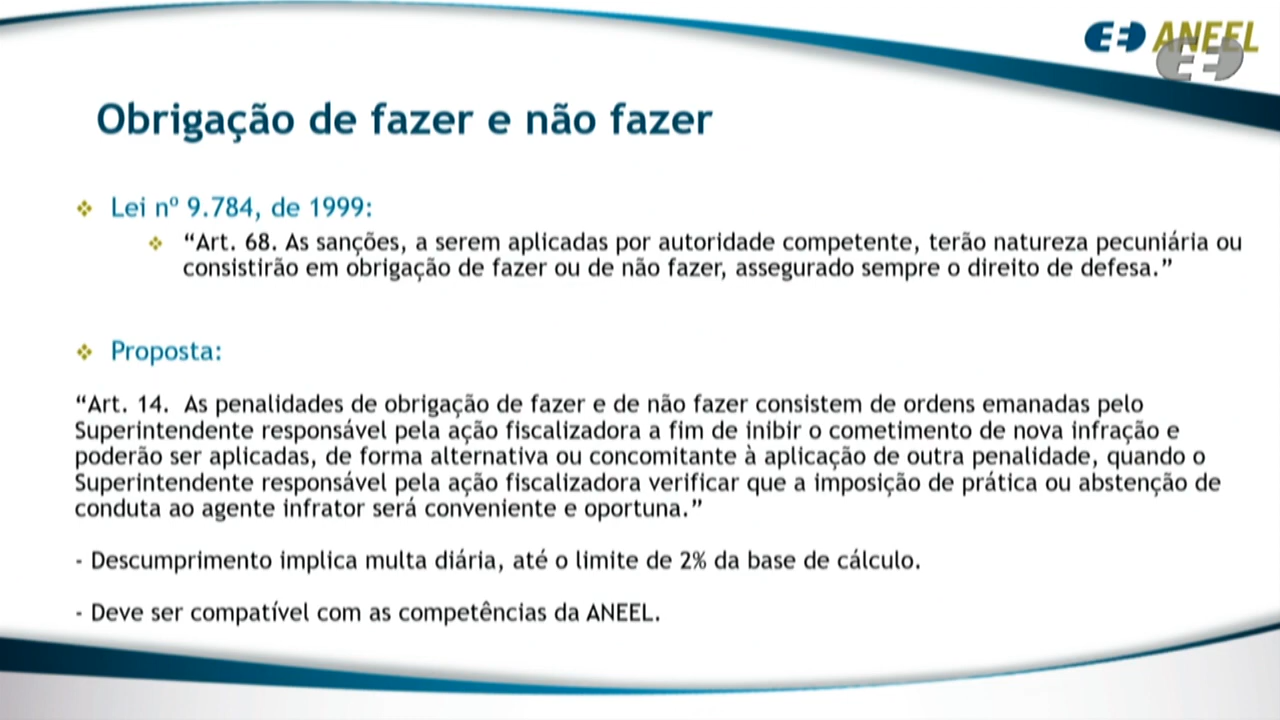 ANEEL
Obrigação de fazer e não fazer
Lei nº 9.784, de 1999:
“Art. 68. As sanções, a serem aplicadas por autoridade competente, terão natureza pecuniária ou
consistirão em obrigação de fazer ou de não fazer, assegurado sempre o direito de defesa.”
Proposta:
“Art. 14. As penalidades de obrigação de fazer e de não fazer consistem de ordens emanadas pelo
Superintendente responsável pela ação fiscalizadora a fim de inibir o cometimento de nova infração e
poderão ser aplicadas, de forma alternativa ou concomitante à aplicação de outra penalidade, quando o
Superintendente responsável pela ação fiscalizadora verificar que a imposição de prática ou abstenção de
conduta ao agente infrator será conveniente e oportuna.”
- Descumprimento implica multa diária, até o limite de 2% da base de cálculo.
- Deve ser compatível com as competências da ANEEL.